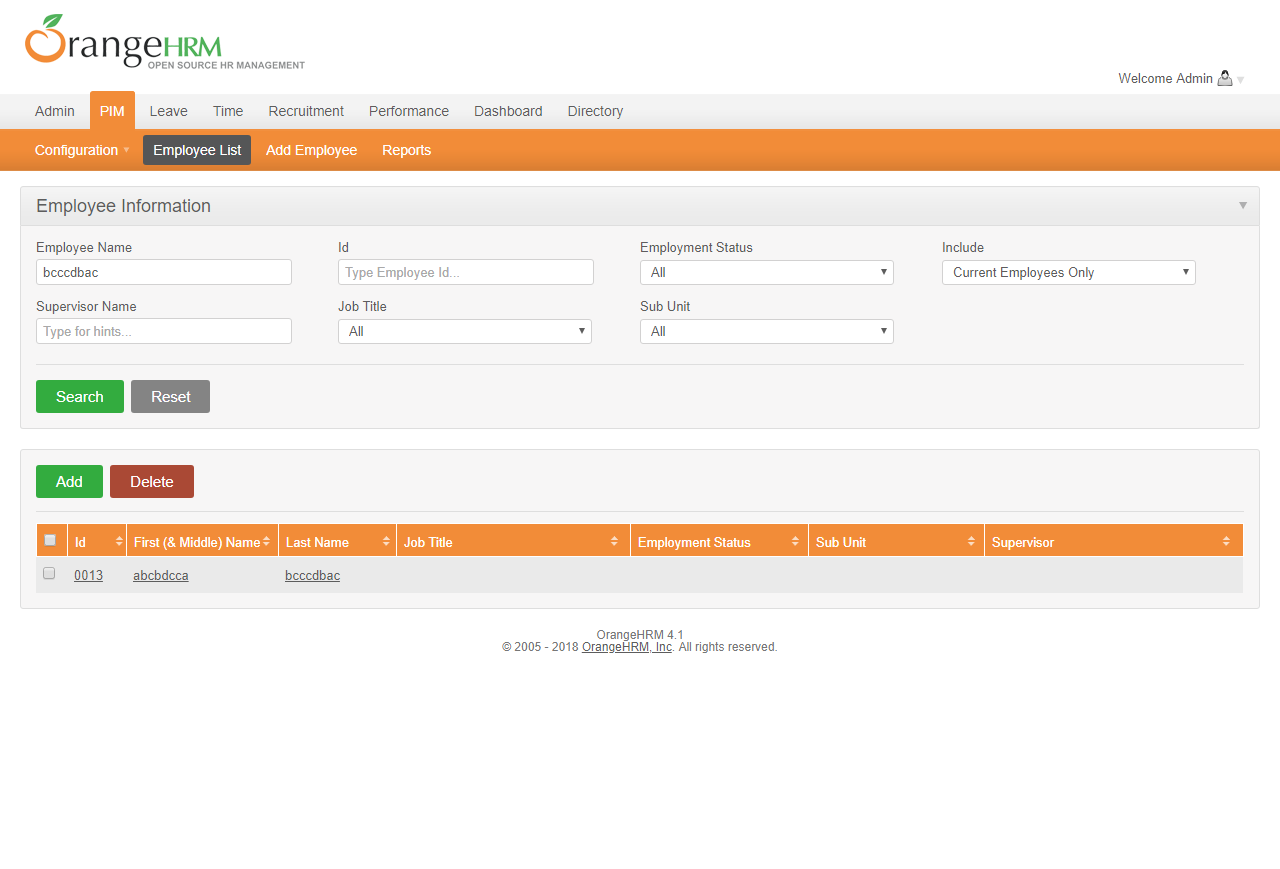 OrangeHRM
OPEN SOURCE HR MANAGEMENT
Welcome Admin
Admin PIM Leave Time Recruitment Performance Dashboard Directory
Configuration Employee List Add Employee Reports
Employee Information
Employee Name Id Employment Status Include
bcccdbac Type Employee Id... All Current Employees Only
Supervisor Name Job Title Sub Unit
Type for hints... All All
Search Reset
Add Delete
Id First (& Middle) Name Last Name Job Title Employment Status Sub Unit Supervisor
0013 abcbdcca bcccdbac
OrangeHRM 4.1
© 2005 - 2018 OrangeHRM, Inc. All rights reserved.